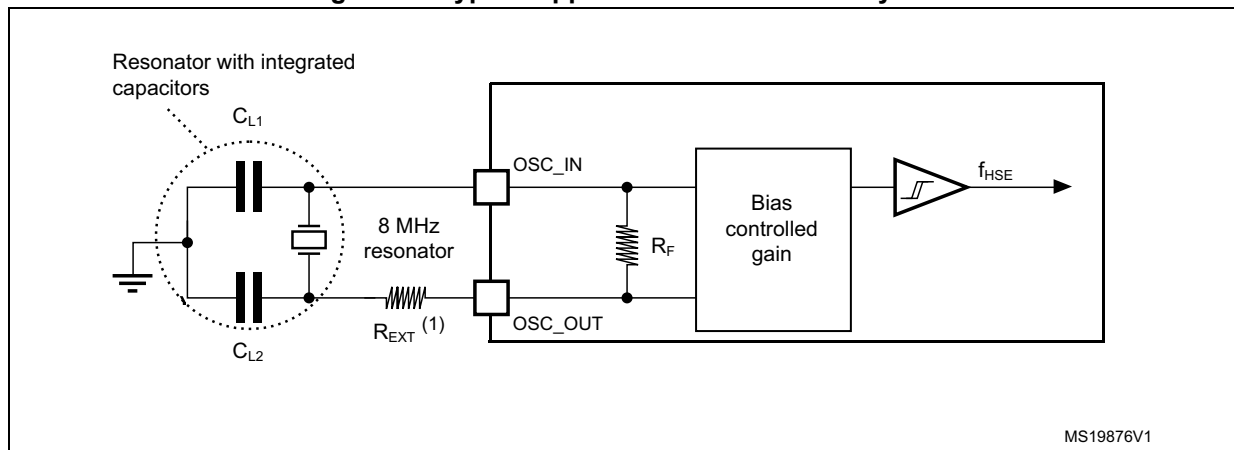 Resonator with integrated
capacitors
CL1
OSC_IN
fHSE
8 MHz
resonator
RF
Bias
controlled
gain
REXT (1)
OSC_OUT
CL2
MS19876V1